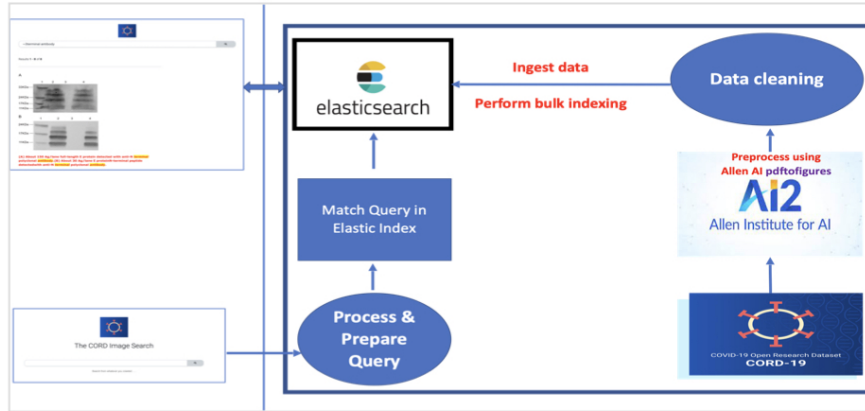 elasticsearch
Ingest data
Perform bulk indexing
Data cleaning
Preprocess using
Allen AI pdftofigures
AI2
Allen Institute for AI
COVID-19 Open Research Dataset
CORD-19
Match Query in
Elastic Index
Process &
Prepare
Query
The CORD Image Search
A
B